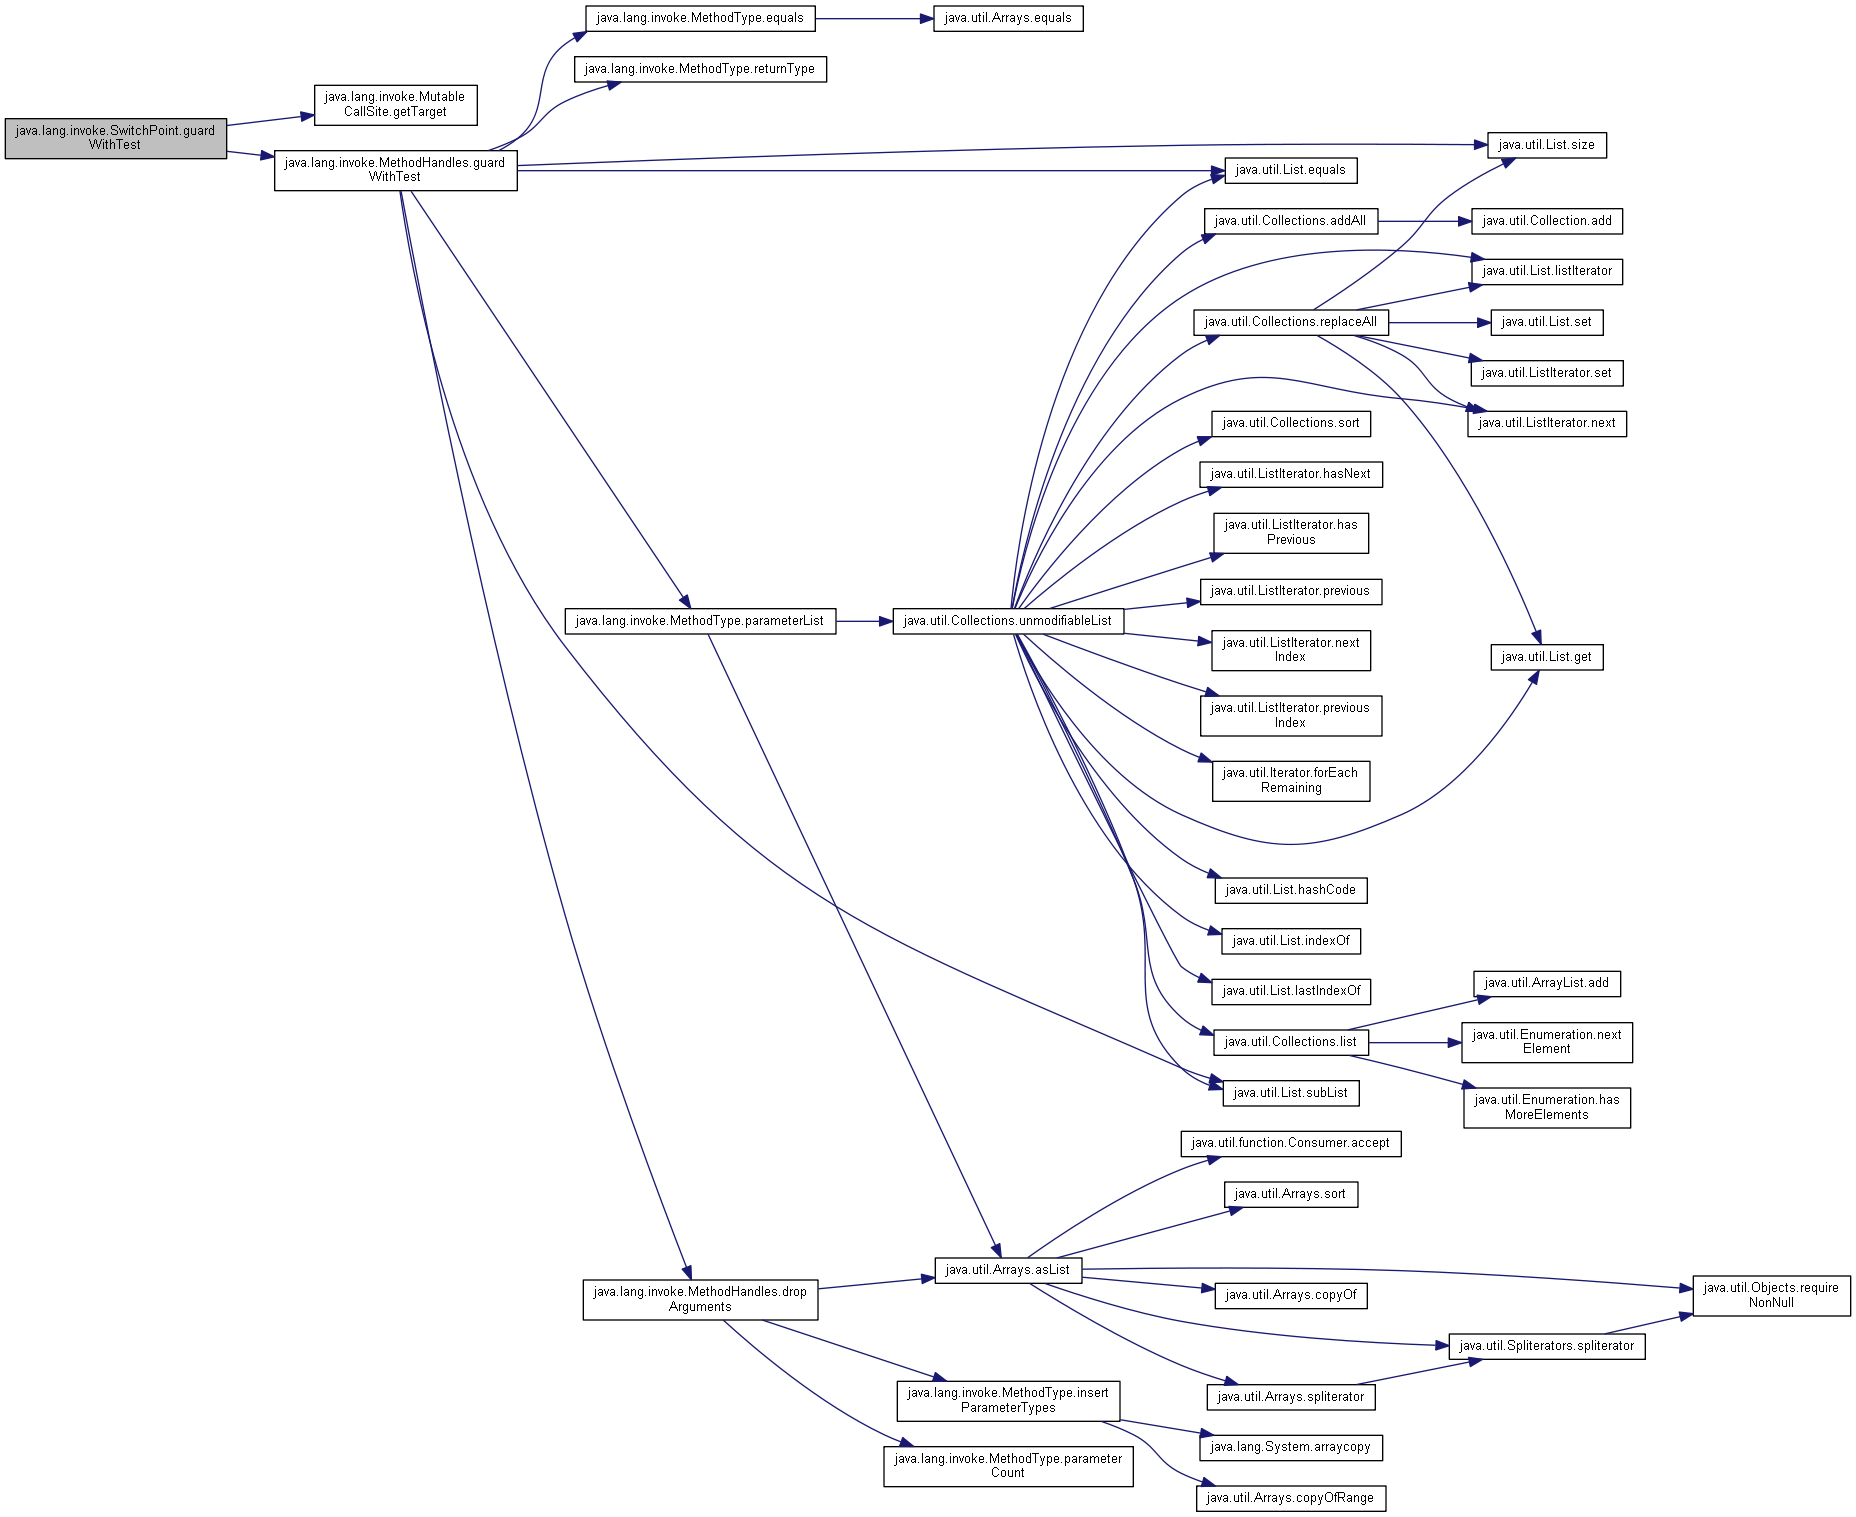 java.lang.invoke.MethodType.equals
java.util.Arrays.equals
java.lang.invoke.MethodType.returnType
java.lang.invoke.Mutable
CallSite.getTarget
java.lang.invoke.SwitchPoint.guard
WithTest
java.lang.invoke.MethodHandles.guard
WithTest
java.util.List.size
java.util.List.equals
java.util.Collections.addAll
java.util.Collection.add
java.util.List.listIterator
java.util.Collections.replaceAll
java.util.List.set
java.util.ListIterator.set
java.util.Collections.sort
java.util.ListIterator.next
java.util.ListIterator.hasNext
java.util.ListIterator.has
Previous
java.util.ListIterator.previous
java.lang.invoke.MethodType.parameterList
java.util.Collections.unmodifiableList
java.util.ListIterator.next
Index
java.util.List.get
java.util.ListIterator.previous
Index
java.util.Iterator.forEach
Remaining
java.util.List.hashCode
java.util.List.indexOf
java.util.List.lastIndexOf
java.util.ArrayList.add
java.util.Collections.list
java.util.Enumeration.next
Element
java.util.List.subList
java.util.Enumeration.has
MoreElements
java.util.function.Consumer.accept
java.util.Arrays.sort
java.util.Arrays.asList
java.lang.invoke.MethodHandles.drop
Arguments
java.util.Arrays.copyOf
java.util.Objects.require
NonNull
java.util.Spliterators.spliterator
java.util.Arrays.spliterator
java.lang.invoke.MethodType.insert
ParameterTypes
java.lang.System.arraycopy
java.lang.invoke.MethodType.parameter
Count
java.util.Arrays.copyOfRange